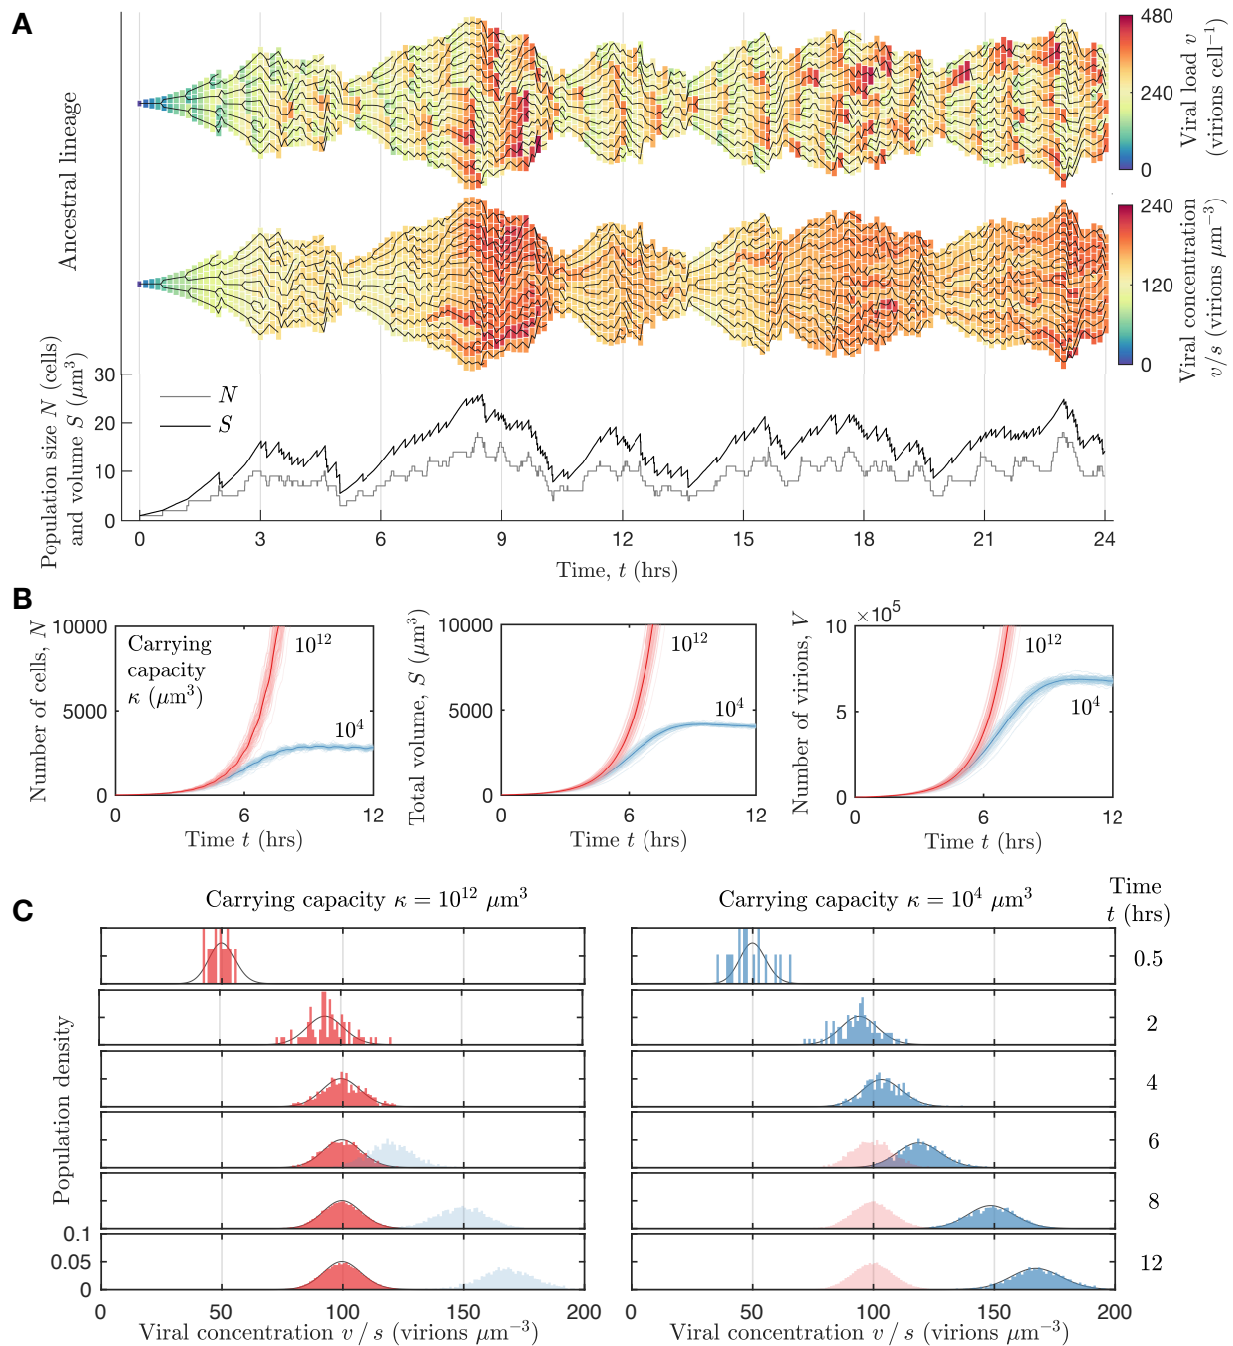 A
Ancestral lineage
480
240
0
Viral load v
(virions cell⁻¹)
240
120
0
Viral concentration
v/s (virions μm⁻³)
Population size N (cells)
and volume S (μm³)
30
20
10
0
N
S
0 3 6 9 12 15 18 21 24
Time, t (hrs)
B
Number of cells, N
10000
5000
0
Carrying
capacity
κ (μm³)
10¹²
10⁴
0 6 12
Time t (hrs)
Total volume, S (μm³)
10000
5000
0
10¹²
10⁴
0 6 12
Time t (hrs)
Number of virions, V
×10⁵
10
5
0
10¹²
10⁴
0 6 12
Time t (hrs)
C
Carrying capacity κ = 10¹² μm³
Carrying capacity κ = 10⁴ μm³
Time
t (hrs)
0.5
2
4
6
8
12
Population density
0.1
0.05
0
0 50 100 150 200
Viral concentration v / s (virions μm⁻³)
0 50 100 150 200
Viral concentration v / s (virions μm⁻³)